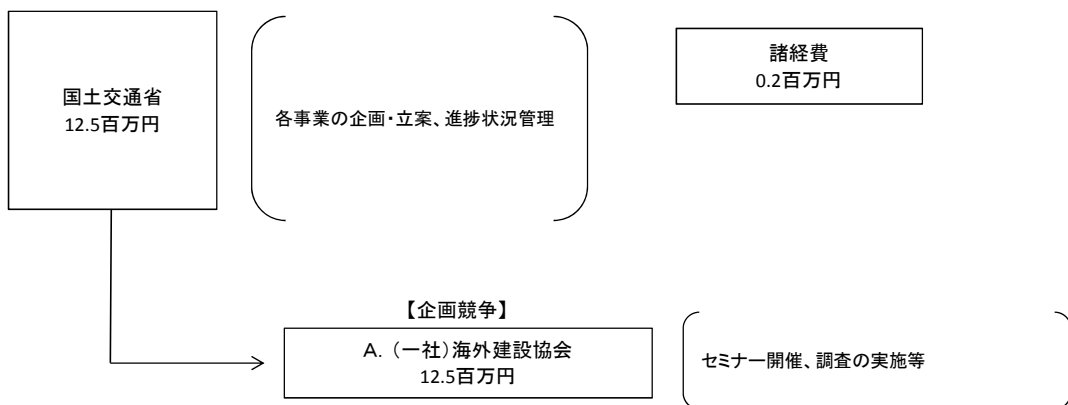 国土交通省
12.5百万円
各事業の企画・立案、進捗状況管理
諸経費
0.2百万円
【企画競争】
A. （一社）海外建設協会
12.5百万円
セミナー開催、調査の実施等